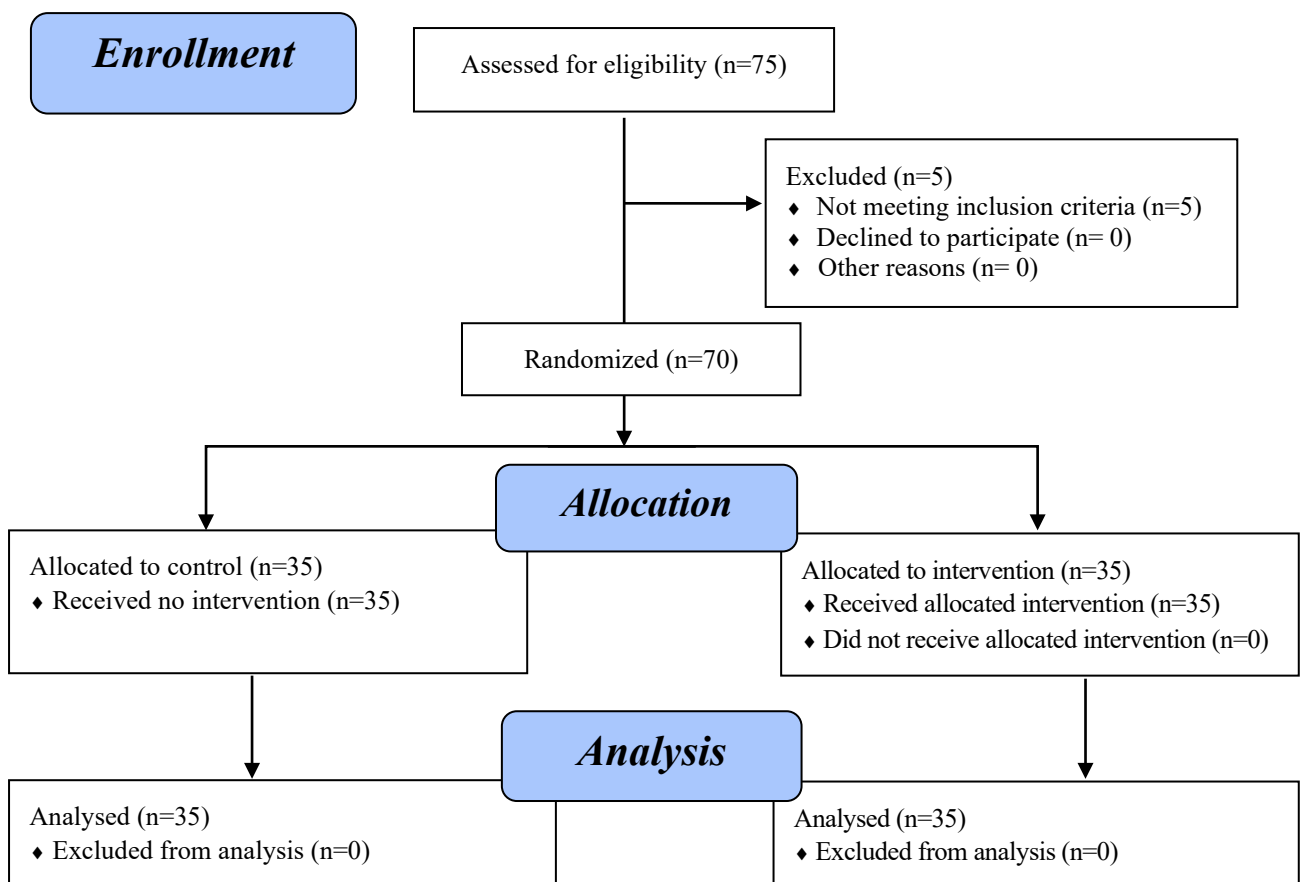 Enrollment
Assessed for eligibility (n=75)
Excluded (n=5)
♦ Not meeting inclusion criteria (n=5)
♦ Declined to participate (n= 0)
♦ Other reasons (n= 0)
Randomized (n=70)
Allocation
Allocated to control (n=35)
♦ Received no intervention (n=35)
Allocated to intervention (n=35)
♦ Received allocated intervention (n=35)
♦ Did not receive allocated intervention (n=0)
Analysis
Analysed (n=35)
♦ Excluded from analysis (n=0)
Analysed (n=35)
♦ Excluded from analysis (n=0)